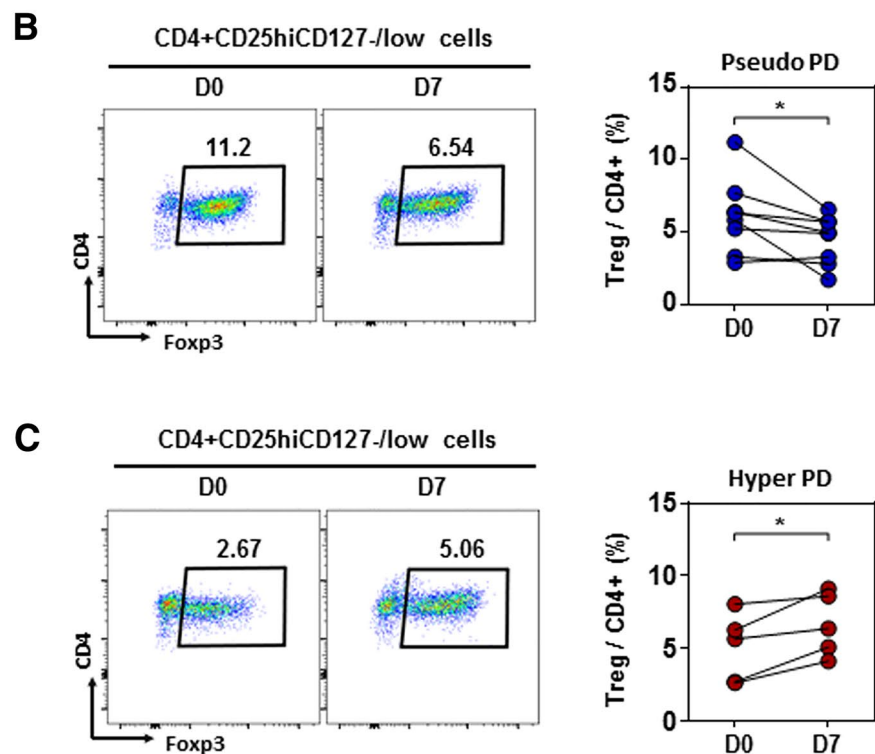 B
CD4+CD25hiCD127-/low cells
D0
D7
11.2
6.54
CD4
Foxp3
Pseudo PD
*
15
10
5
0
Treg / CD4+ (%)
D0
D7
C
CD4+CD25hiCD127-/low cells
D0
D7
2.67
5.06
CD4
Foxp3
Hyper PD
*
15
10
5
0
Treg / CD4+ (%)
D0
D7